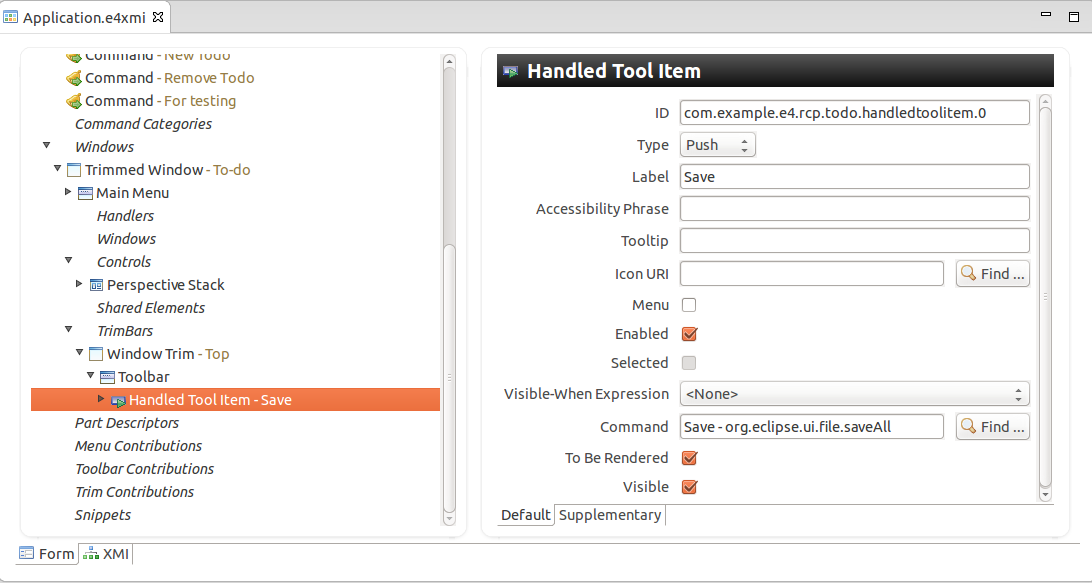 Application.e4xmi
Command - New Todo
Command - Remove Todo
Command - For testing
Command Categories
Windows
Trimmed Window - To-do
Main Menu
Handlers
Windows
Controls
Perspective Stack
Shared Elements
TrimBars
Window Trim - Top
Toolbar
Handled Tool Item - Save
Part Descriptors
Menu Contributions
Toolbar Contributions
Trim Contributions
Snippets
Handled Tool Item
ID com.example.e4.rcp.todo.handledtoolitem.0
Type Push
Label Save
Accessibility Phrase
Tooltip
Icon URI Find ...
Menu
Enabled
Selected
Visible-When Expression <None>
Command Save - org.eclipse.ui.file.saveAll Find ...
To Be Rendered
Visible
Default Supplementary
Form XMI